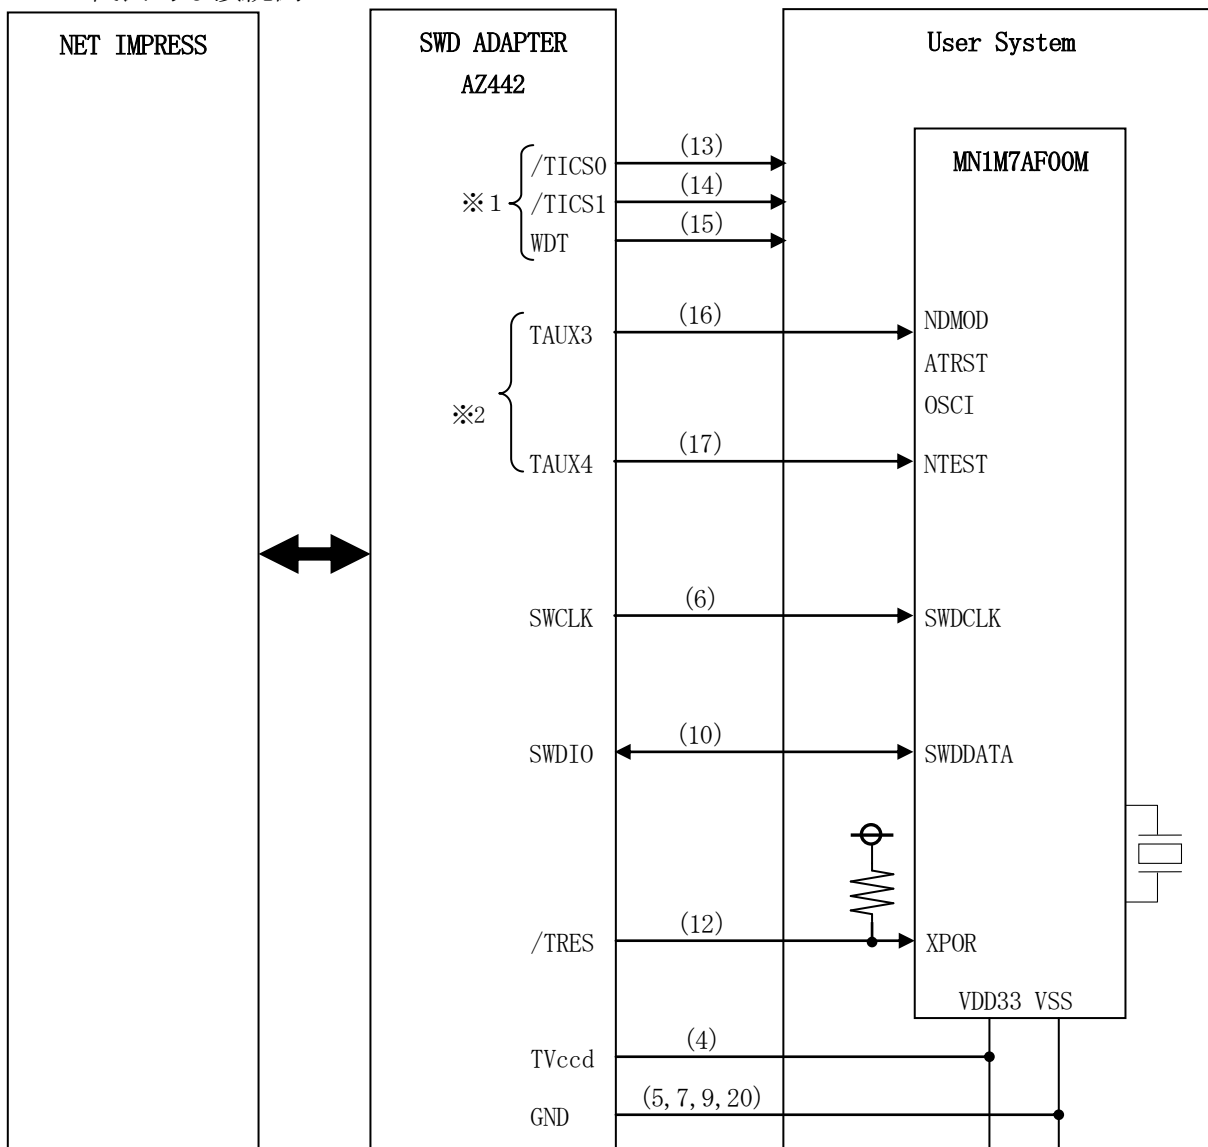 NET IMPRESS
SWD ADAPTER
AZ442
User System
MN1M7AF00M
※１
/TICS0
(13)
/TICS1
(14)
WDT
(15)
※2
TAUX3
(16)
NDMOD
ATRST
OSCI
TAUX4
(17)
NTEST
SWCLK
(6)
SWDCLK
SWDIO
(10)
SWDDATA
/TRES
(12)
XPOR
VDD33 VSS
TVccd
(4)
GND
(5,7,9,20)